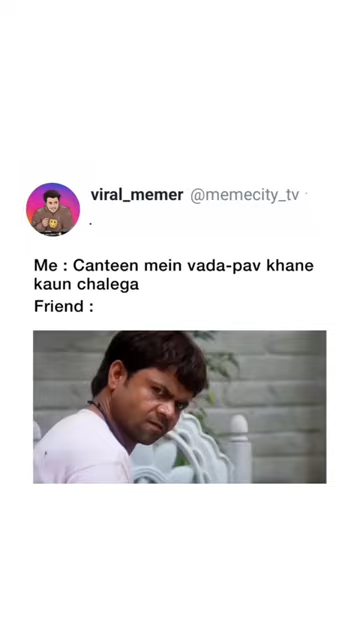 viral_memer @memecity_tv ·
.
Me : Canteen mein vada-pav khane
kaun chalega
Friend :